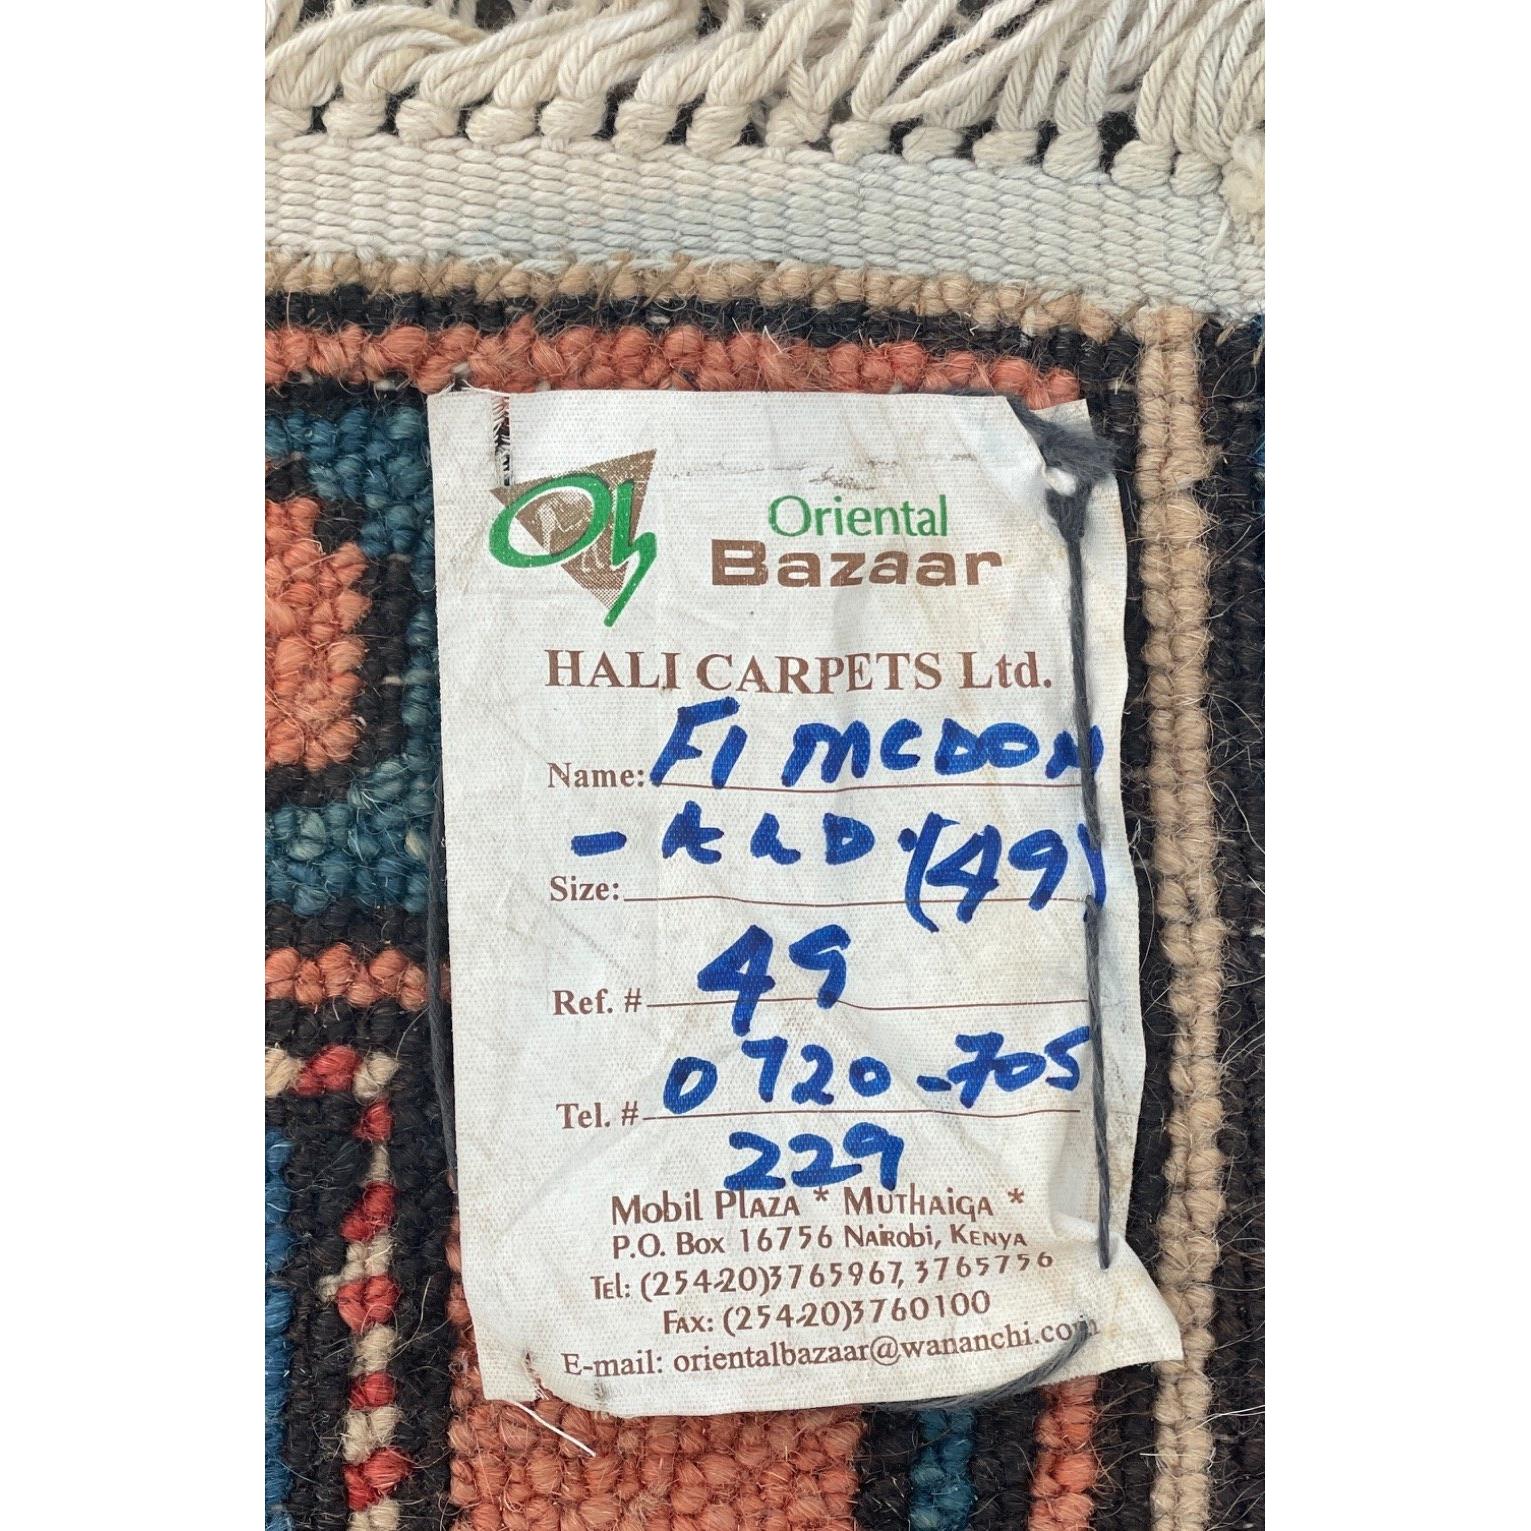 Oh
Oriental
Bazaar
HALI CARPETS Ltd.
Name: FI MCDON
- ALD. (49)
Size:
Ref. # 49
Tel. # 0720-705
229
Mobil Plaza * Muthaiga *
P.O. Box 16756 Nairobi, Kenya
Tel: (254-20)3765967, 3765756
Fax: (254-20)3760100
E-mail: orientalbazaar@wananchi.com